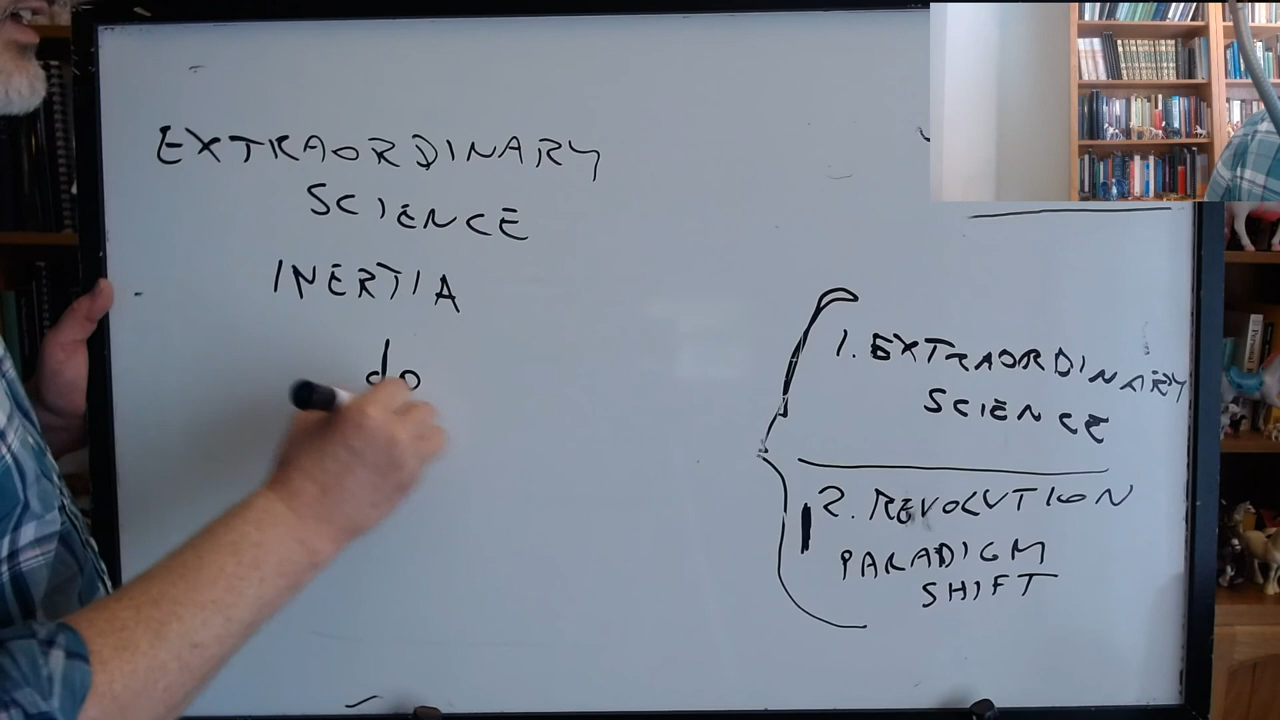 EXTRAORDINARY
SCIENCE
INERTIA
do
1. EXTRAORDINARY
SCIENCE
2. REVOLUTION
PARADIGM
SHIFT